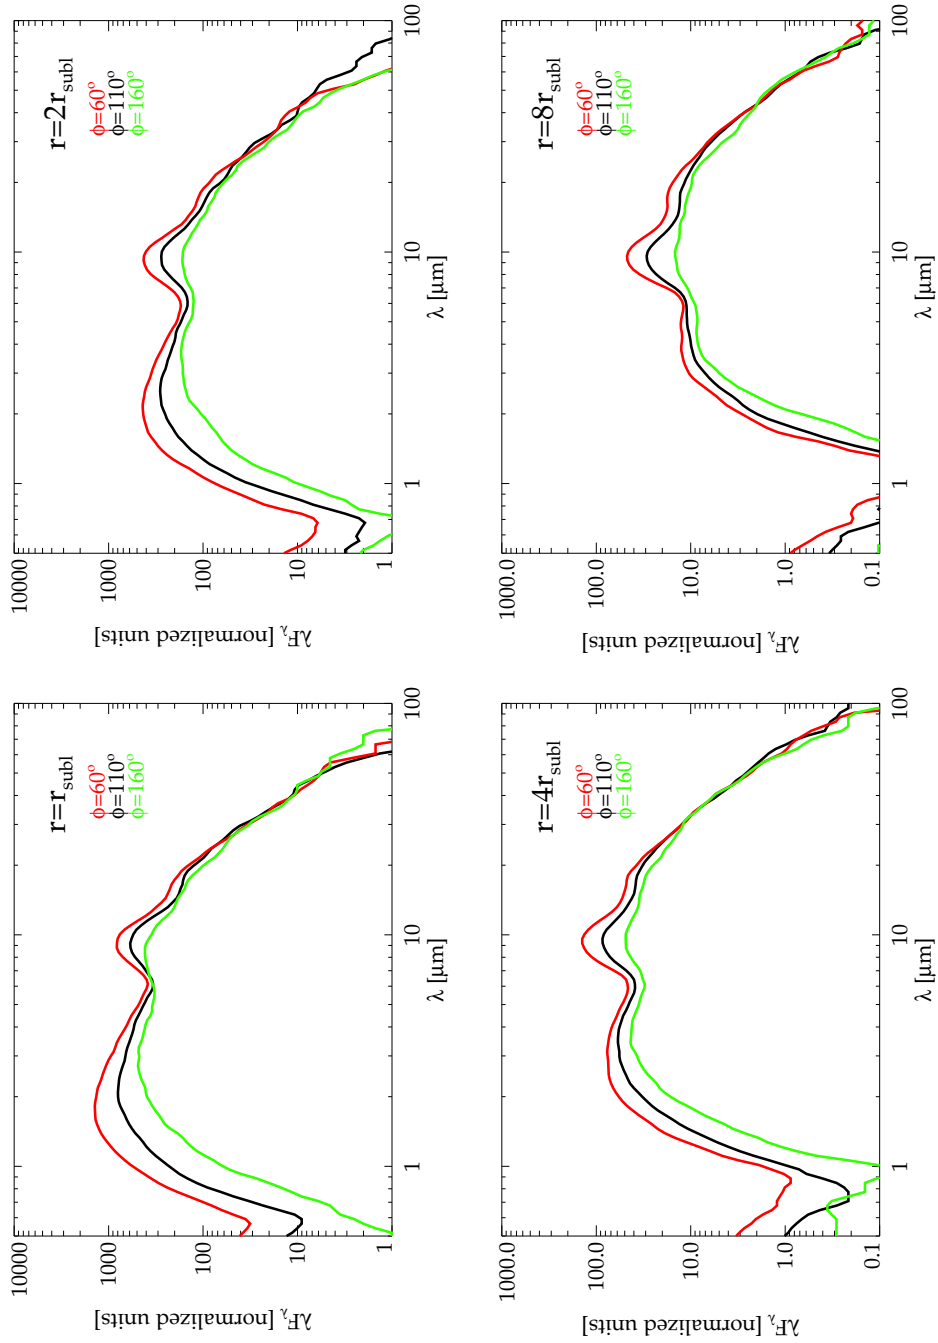 r=r_subl
ϕ=60°
ϕ=110°
ϕ=160°
10000
1000
100
10
1
λF_λ [normalized units]
1
10
100
λ [μm]
r=2r_subl
ϕ=60°
ϕ=110°
ϕ=160°
10000
1000
100
10
1
λF_λ [normalized units]
1
10
100
λ [μm]
r=4r_subl
ϕ=60°
ϕ=110°
ϕ=160°
1000.0
100.0
10.0
1.0
0.1
λF_λ [normalized units]
1
10
100
λ [μm]
r=8r_subl
ϕ=60°
ϕ=110°
ϕ=160°
1000.0
100.0
10.0
1.0
0.1
λF_λ [normalized units]
1
10
100
λ [μm]